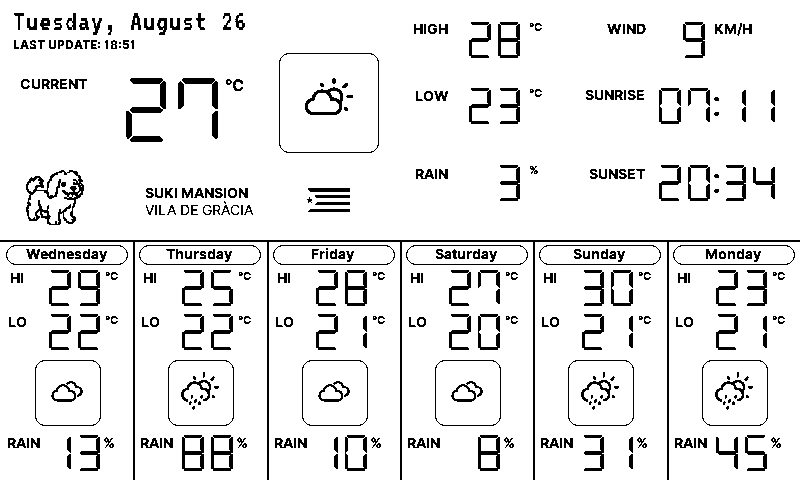 Tuesday, August 26
LAST UPDATE: 18:51
CURRENT 27 °C
SUKI MANSION
VILA DE GRÀCIA
HIGH 28 °C
LOW 23 °C
RAIN 3 %
WIND 9 KM/H
SUNRISE 07:11
SUNSET 20:34
Wednesday
HI 29 °C
LO 22 °C
RAIN 13 %
Thursday
HI 25 °C
LO 22 °C
RAIN 88 %
Friday
HI 28 °C
LO 21 °C
RAIN 10 %
Saturday
HI 27 °C
LO 20 °C
RAIN 8 %
Sunday
HI 30 °C
LO 21 °C
RAIN 31 %
Monday
HI 23 °C
LO 21 °C
RAIN 45 %